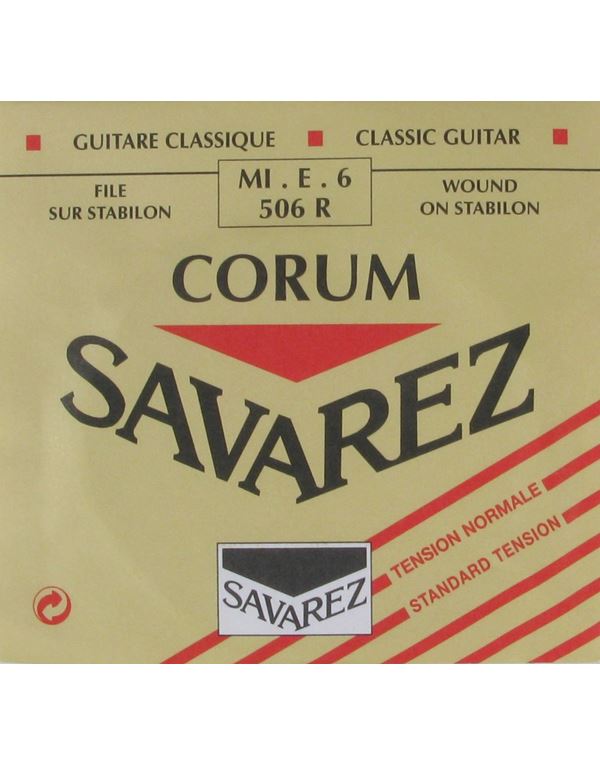 GUITARE CLASSIQUE
CLASSIC GUITAR
FILE
SUR STABILON
MI . E . 6
506 R
WOUND
ON STABILON
CORUM
SAVAREZ
TENSION NORMALE
STANDARD TENSION
SAVAREZ